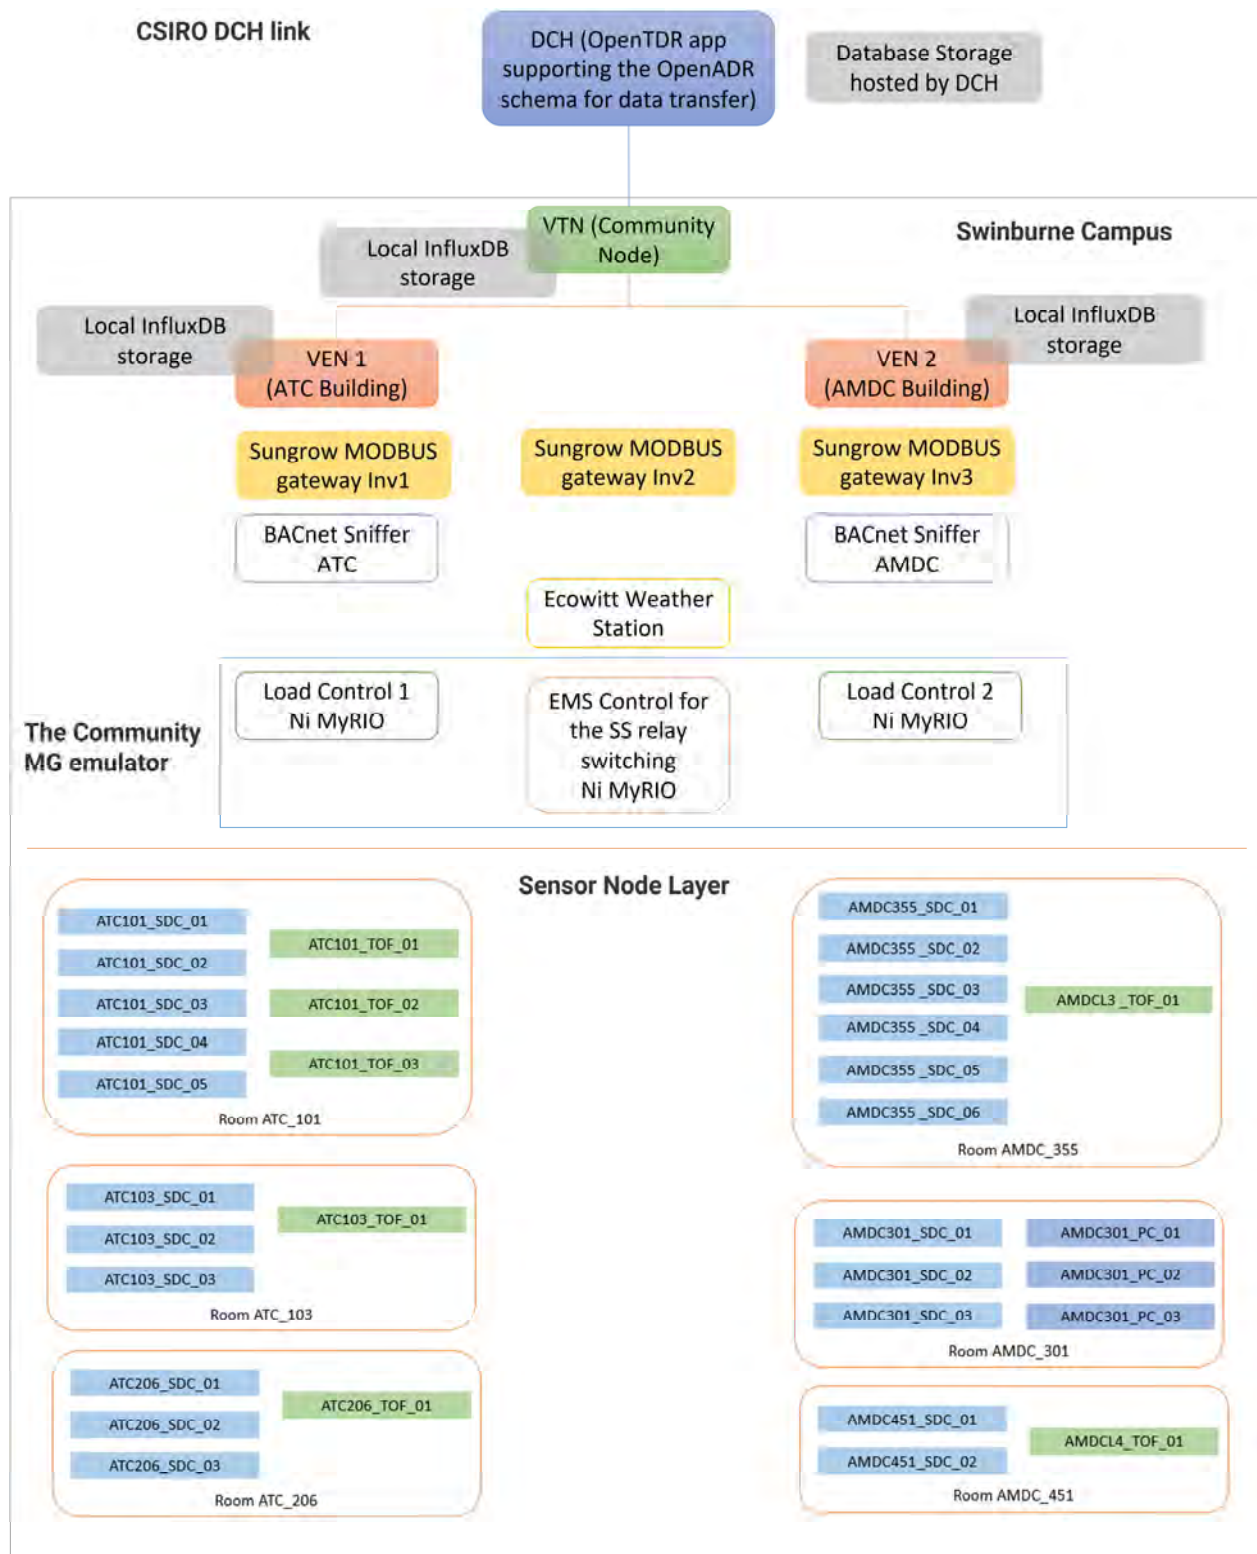 CSIRO DCH link
DCH (OpenTDR app
supporting the OpenADR
schema for data transfer)
Database Storage
hosted by DCH
VTN (Community
Node)
Swinburne Campus
Local InfluxDB
storage
Local InfluxDB
storage
Local InfluxDB
storage
VEN 1
(ATC Building)
VEN 2
(AMDC Building)
Sungrow MODBUS
gateway Inv1
Sungrow MODBUS
gateway Inv2
Sungrow MODBUS
gateway Inv3
BACnet Sniffer
ATC
BACnet Sniffer
AMDC
Ecowitt Weather
Station
The Community
MG emulator
Load Control 1
Ni MyRIO
EMS Control for
the SS relay
switching
Ni MyRIO
Load Control 2
Ni MyRIO
Sensor Node Layer
ATC101_SDC_01
ATC101_SDC_02
ATC101_SDC_03
ATC101_SDC_04
ATC101_SDC_05
ATC101_TOF_01
ATC101_TOF_02
ATC101_TOF_03
Room ATC_101
AMDC355_SDC_01
AMDC355_SDC_02
AMDC355_SDC_03
AMDC355_SDC_04
AMDC355_SDC_05
AMDC355_SDC_06
AMDCL3_TOF_01
Room AMDC_355
ATC103_SDC_01
ATC103_SDC_02
ATC103_SDC_03
ATC103_TOF_01
Room ATC_103
AMDC301_SDC_01
AMDC301_SDC_02
AMDC301_SDC_03
AMDC301_PC_01
AMDC301_PC_02
AMDC301_PC_03
Room AMDC_301
ATC206_SDC_01
ATC206_SDC_02
ATC206_SDC_03
ATC206_TOF_01
Room ATC_206
AMDC451_SDC_01
AMDC451_SDC_02
AMDCL4_TOF_01
Room AMDC_451